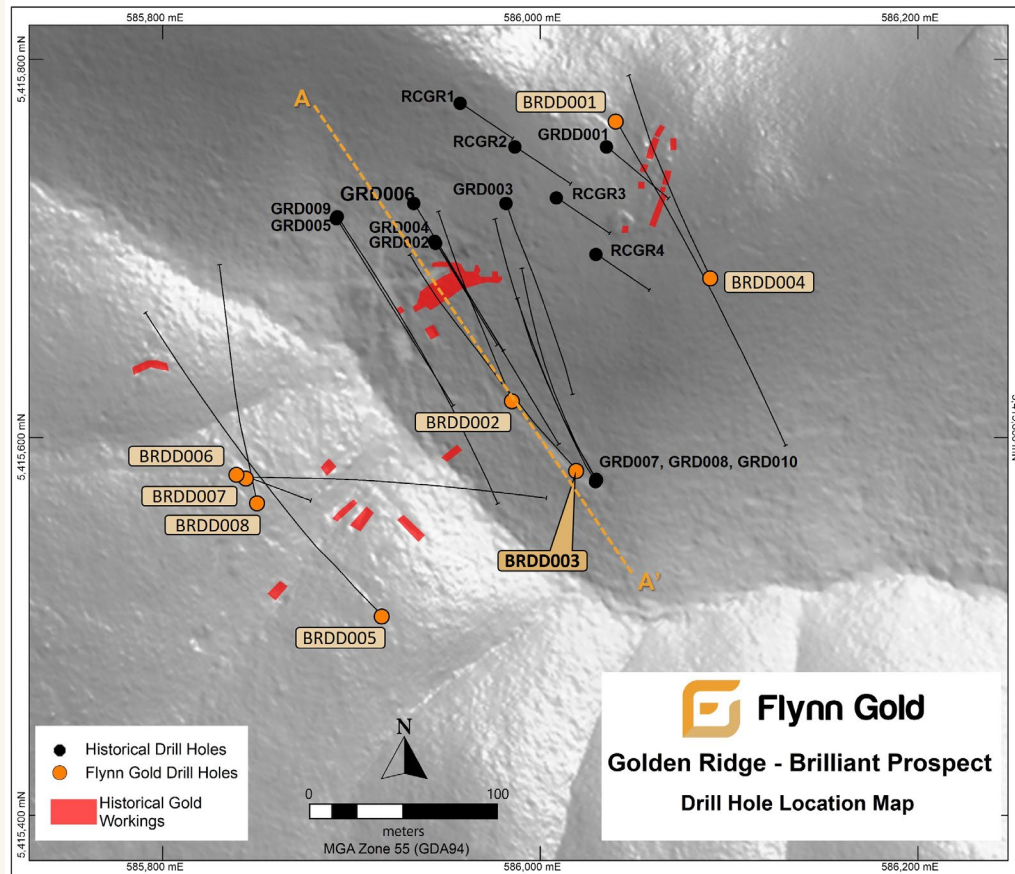 585,800 mE
586,000 mE
586,200 mE
5,415,800 mN
A
RCGR1
BRDD001
RCGR2
GRDD001
GRD006
GRD003
RCGR3
GRD009
GRD005
GRD004
GRD002
RCGR4
BRDD004
BRDD002
5,415,600 mN
BRDD006
GRD007, GRD008, GRD010
BRDD007
BRDD008
BRDD003
A'
BRDD005
Flynn Gold
Golden Ridge - Brilliant Prospect
Drill Hole Location Map
Historical Drill Holes
Flynn Gold Drill Holes
Historical Gold
Workings
N
0
100
meters
MGA Zone 55 (GDA94)
5,415,400 mN
585,800 mE
586,000 mE
586,200 mE